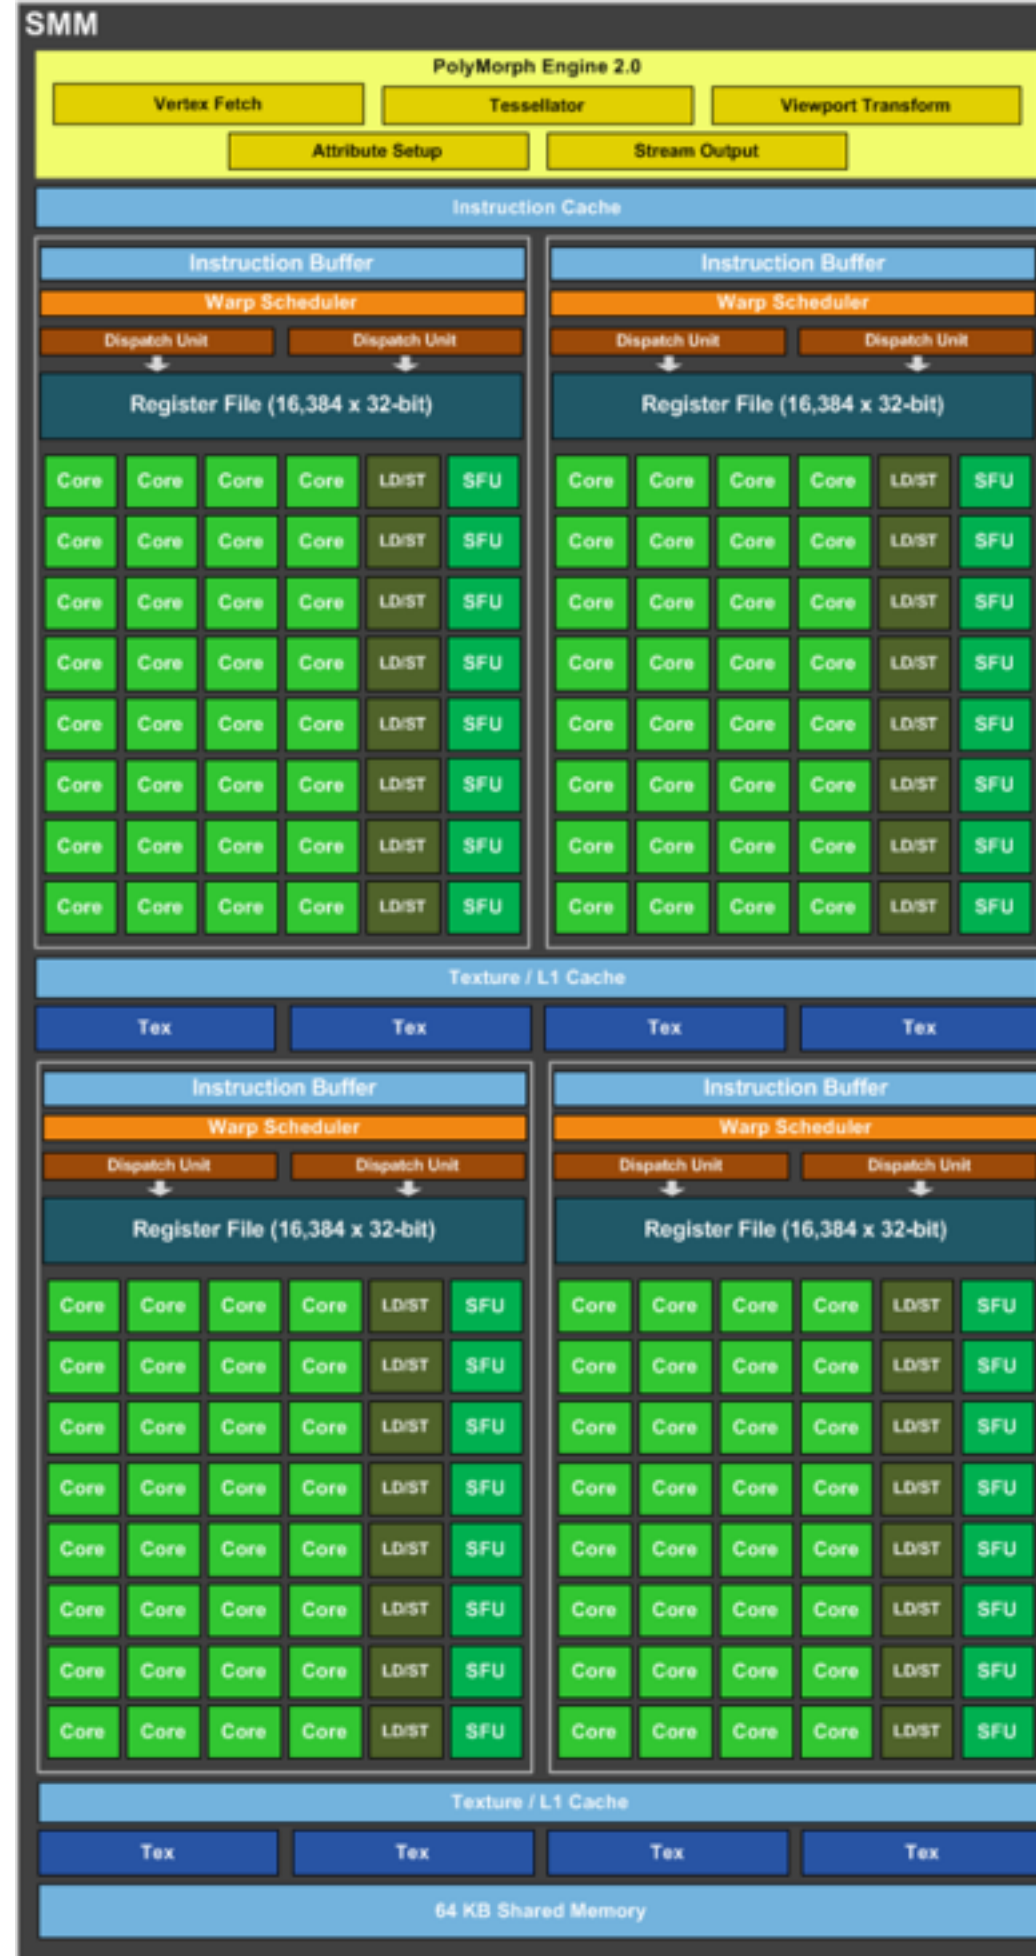 SMM
PolyMorph Engine 2.0
Vertex Fetch Tessellator Viewport Transform
Attribute Setup Stream Output
Instruction Cache
Instruction Buffer Instruction Buffer
Warp Scheduler Warp Scheduler
Dispatch Unit Dispatch Unit Dispatch Unit Dispatch Unit
Register File (16,384 x 32-bit) Register File (16,384 x 32-bit)
Core Core Core Core LD/ST SFU Core Core Core Core LD/ST SFU
Core Core Core Core LD/ST SFU Core Core Core Core LD/ST SFU
Core Core Core Core LD/ST SFU Core Core Core Core LD/ST SFU
Core Core Core Core LD/ST SFU Core Core Core Core LD/ST SFU
Core Core Core Core LD/ST SFU Core Core Core Core LD/ST SFU
Core Core Core Core LD/ST SFU Core Core Core Core LD/ST SFU
Core Core Core Core LD/ST SFU Core Core Core Core LD/ST SFU
Core Core Core Core LD/ST SFU Core Core Core Core LD/ST SFU
Texture / L1 Cache
Tex Tex Tex Tex
Instruction Buffer Instruction Buffer
Warp Scheduler Warp Scheduler
Dispatch Unit Dispatch Unit Dispatch Unit Dispatch Unit
Register File (16,384 x 32-bit) Register File (16,384 x 32-bit)
Core Core Core Core LD/ST SFU Core Core Core Core LD/ST SFU
Core Core Core Core LD/ST SFU Core Core Core Core LD/ST SFU
Core Core Core Core LD/ST SFU Core Core Core Core LD/ST SFU
Core Core Core Core LD/ST SFU Core Core Core Core LD/ST SFU
Core Core Core Core LD/ST SFU Core Core Core Core LD/ST SFU
Core Core Core Core LD/ST SFU Core Core Core Core LD/ST SFU
Core Core Core Core LD/ST SFU Core Core Core Core LD/ST SFU
Core Core Core Core LD/ST SFU Core Core Core Core LD/ST SFU
Texture / L1 Cache
Tex Tex Tex Tex
64 KB Shared Memory